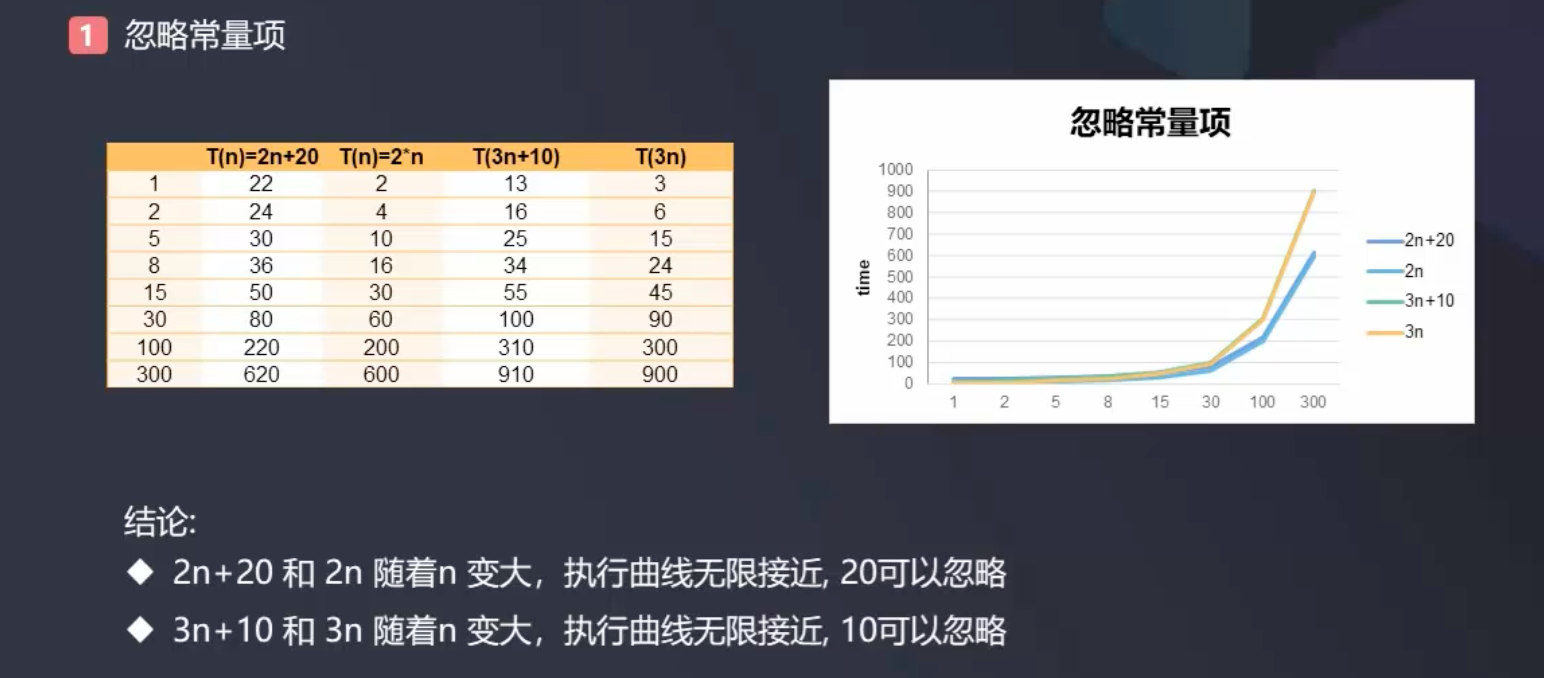 1 忽略常量项
T(n)=2n+20 T(n)=2*n T(3n+10) T(3n)
1 22 2 13 3
2 24 4 16 6
5 30 10 25 15
8 36 16 34 24
15 50 30 55 45
30 80 60 100 90
100 220 200 310 300
300 620 600 910 900
忽略常量项
1000
900
800
700
600
500
400
300
200
100
0
time
1 2 5 8 15 30 100 300
2n+20
2n
3n+10
3n
结论:
◆ 2n+20 和 2n 随着n 变大，执行曲线无限接近, 20可以忽略
◆ 3n+10 和 3n 随着n 变大，执行曲线无限接近, 10可以忽略